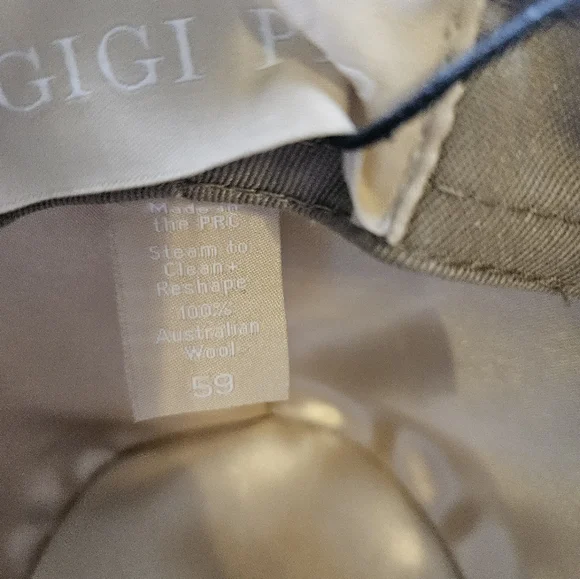 GIGI
Made in
the PRC
Steam to
Clean +
Reshape
100%
Australian
Wool
59